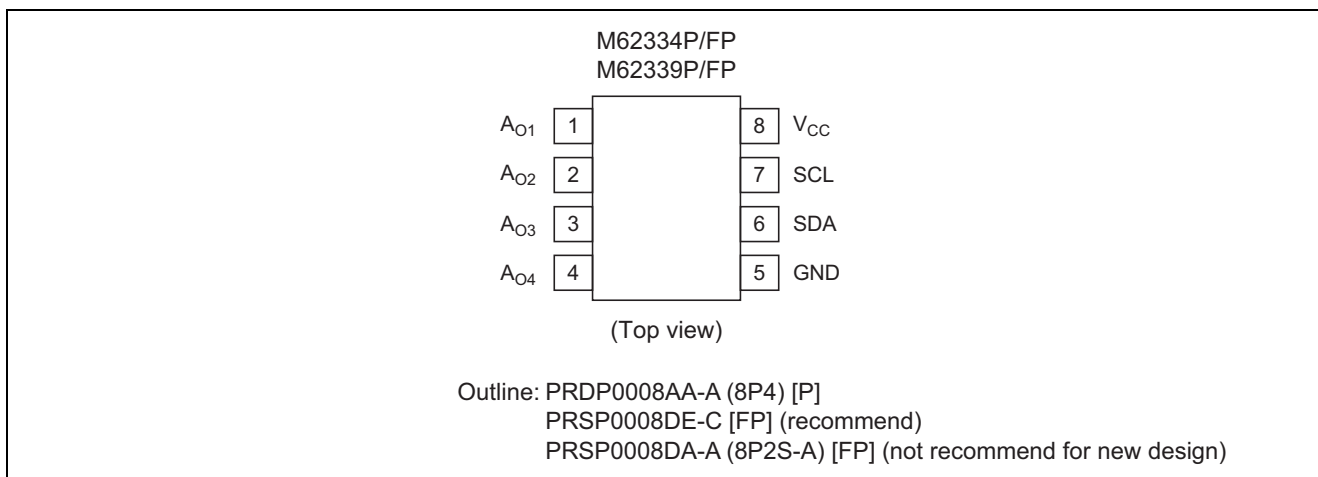 M62334P/FP
M62339P/FP
AO1 1 8 VCC
AO2 2 7 SCL
AO3 3 6 SDA
AO4 4 5 GND
(Top view)
Outline: PRDP0008AA-A (8P4) [P]
PRSP0008DE-C [FP] (recommend)
PRSP0008DA-A (8P2S-A) [FP] (not recommend for new design)